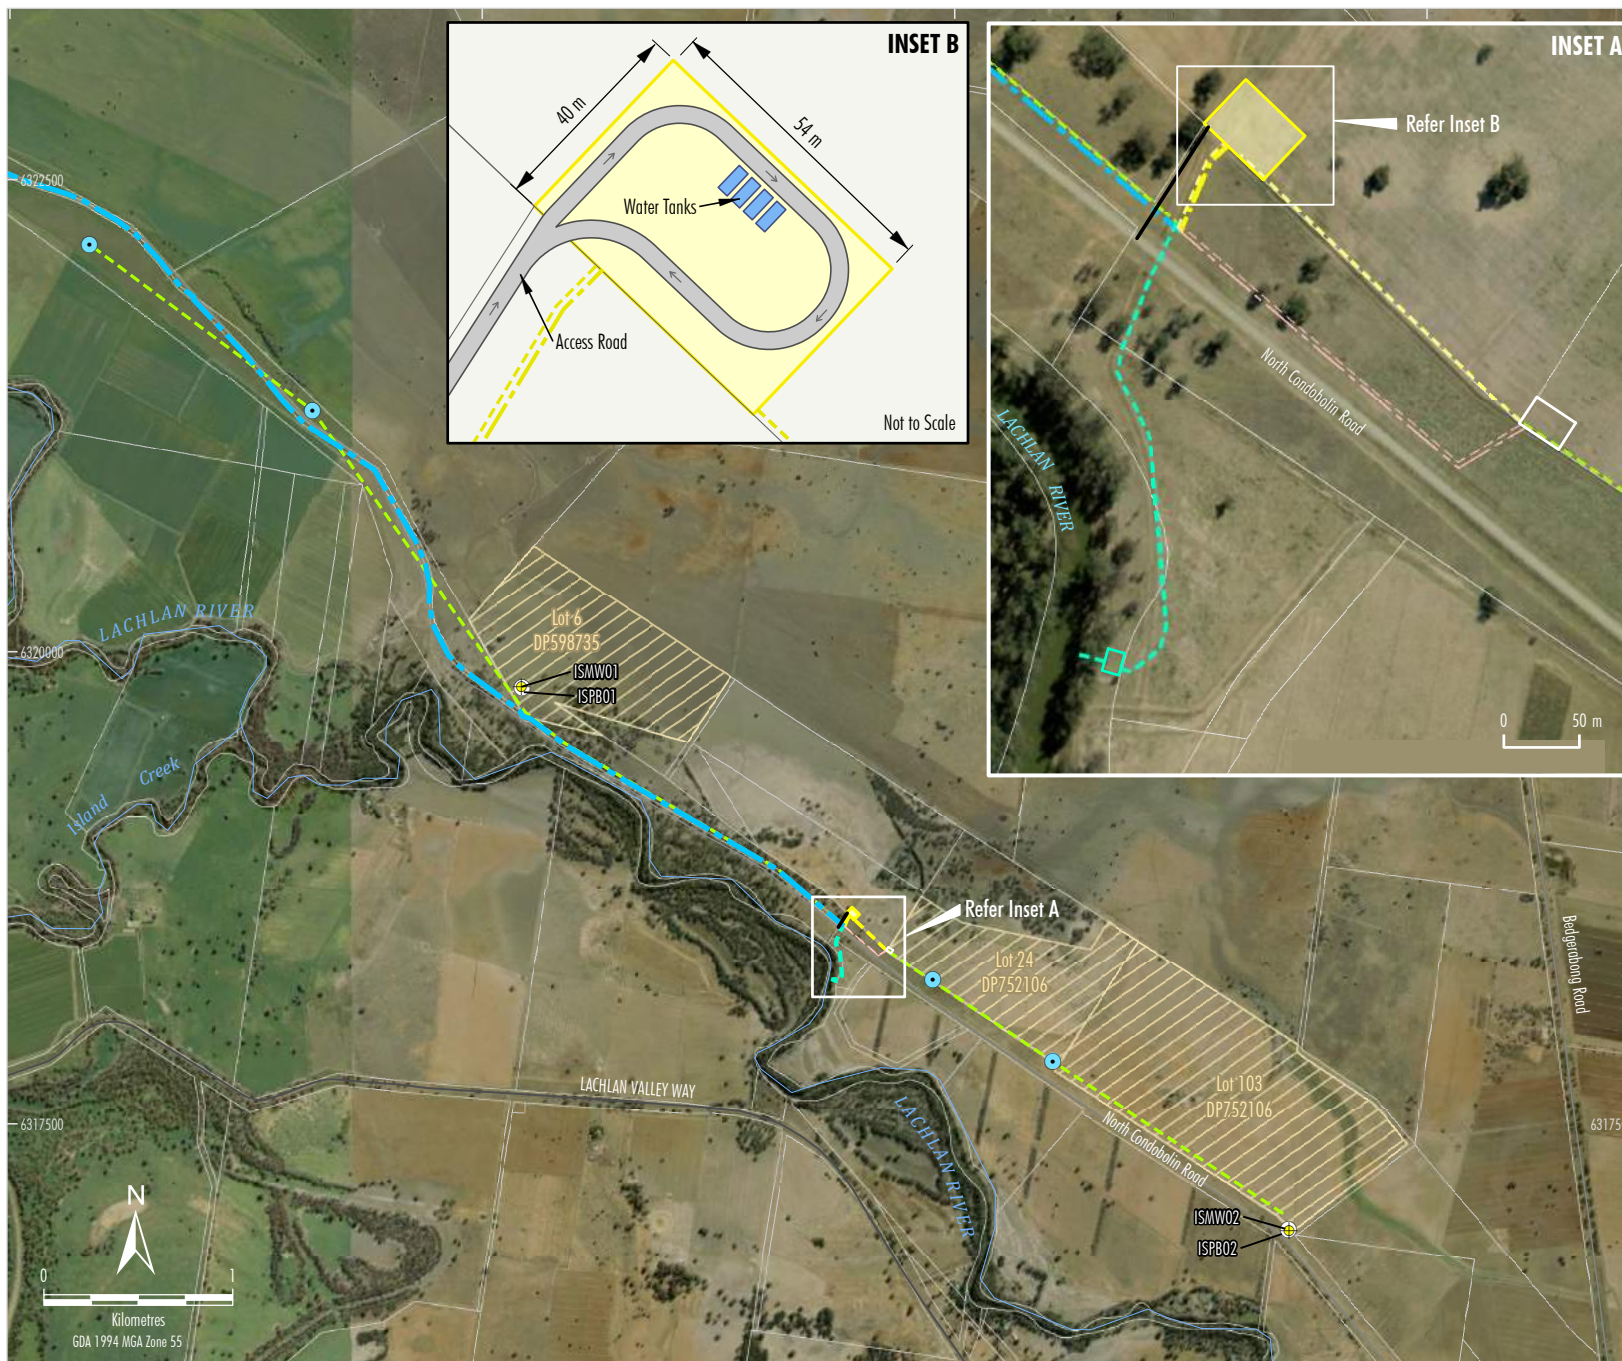 INSET B
40 m
54 m
Water Tanks
Access Road
Not to Scale
INSET A
Refer Inset B
North Condobolin Road
LACHLAN RIVER
0 50 m
6322500
LACHLAN RIVER
6320000
Island Creek
Lot 6
DP598735
ISMW01
ISPB01
Refer Inset A
Lot 24
DP752106
Bedgerabong Road
Lot 103
DP752106
LACHLAN VALLEY WAY
LACHLAN RIVER
North Condobolin Road
6317500
63175
ISMW02
ISPB02
N
0 1
Kilometres
GDA 1994 MGA Zone 55